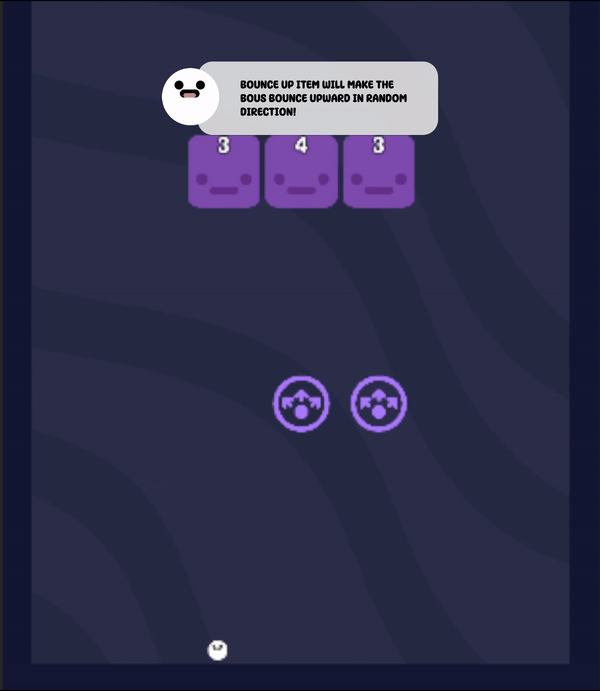 BOUNCE UP ITEM WILL MAKE THE
BOUS BOUNCE UPWARD IN RANDOM
DIRECTION!
3 4 3